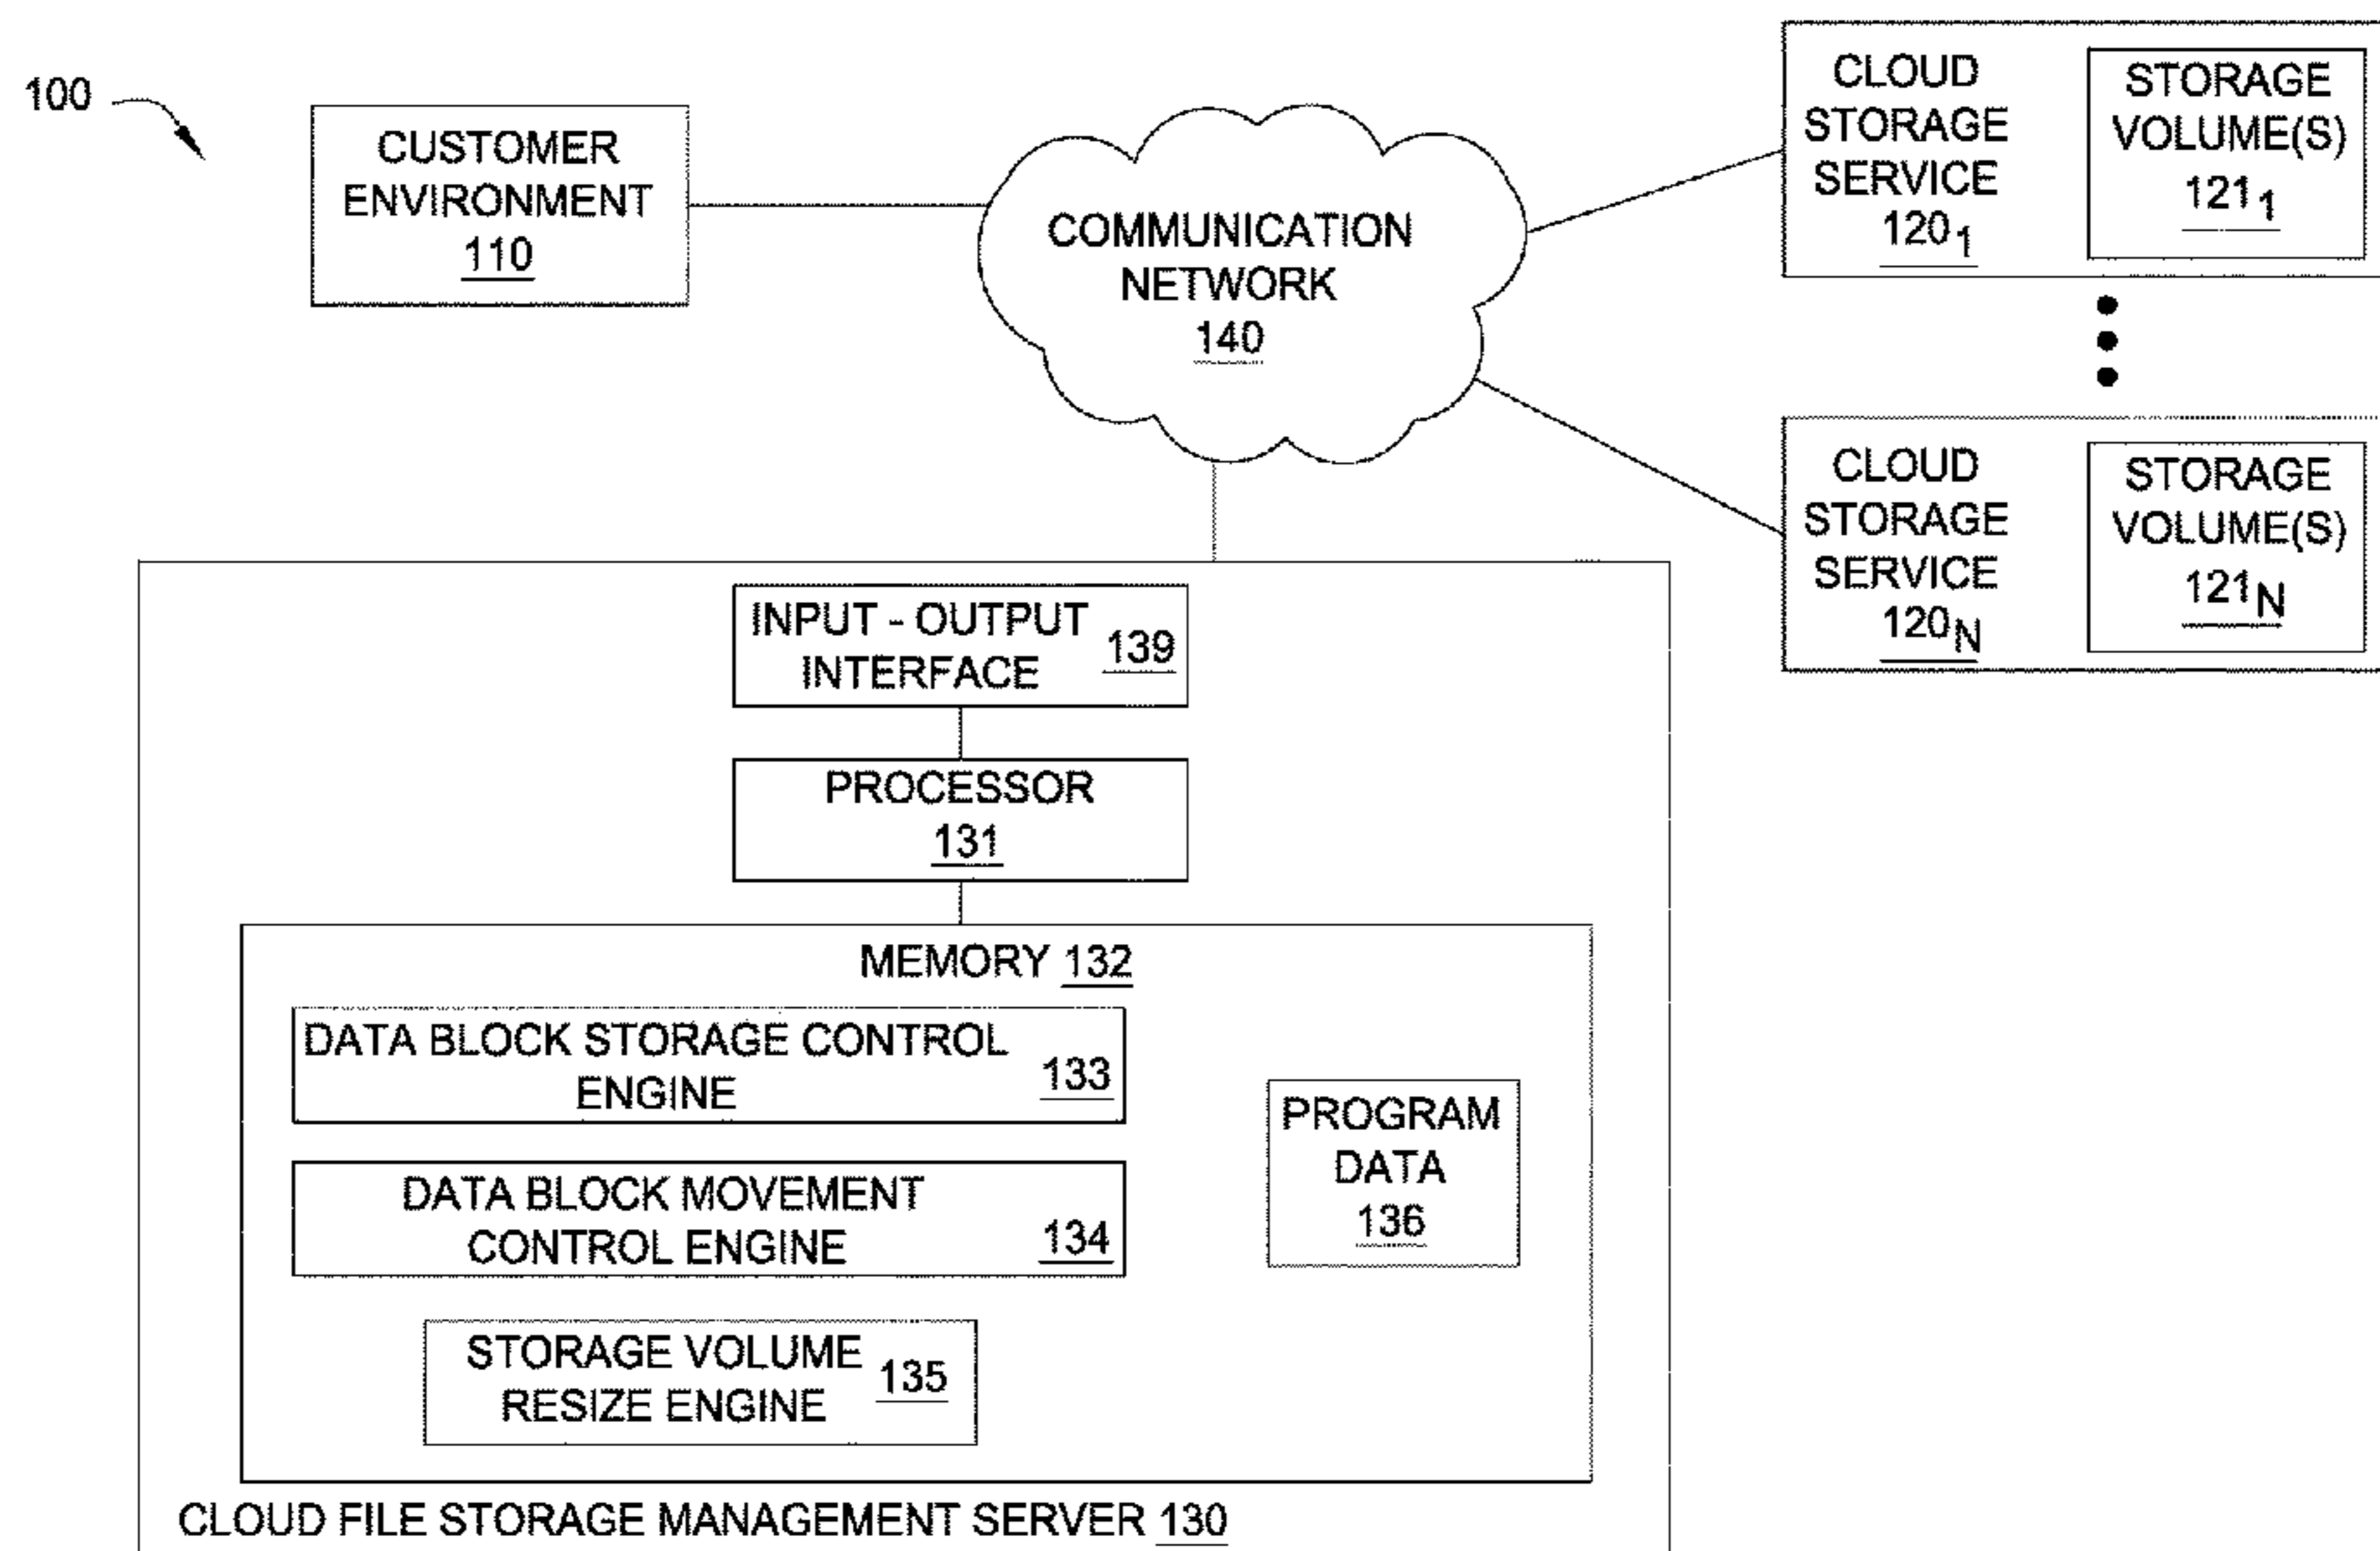 100
CUSTOMER
ENVIRONMENT
110
COMMUNICATION
NETWORK
140
CLOUD
STORAGE
SERVICE
120₁
STORAGE
VOLUME(S)
121₁
CLOUD
STORAGE
SERVICE
120N
STORAGE
VOLUME(S)
121N
INPUT - OUTPUT
INTERFACE
139
PROCESSOR
131
MEMORY 132
DATA BLOCK STORAGE CONTROL
ENGINE
133
DATA BLOCK MOVEMENT
CONTROL ENGINE
134
STORAGE VOLUME
RESIZE ENGINE
135
PROGRAM
DATA
136
CLOUD FILE STORAGE MANAGEMENT SERVER 130